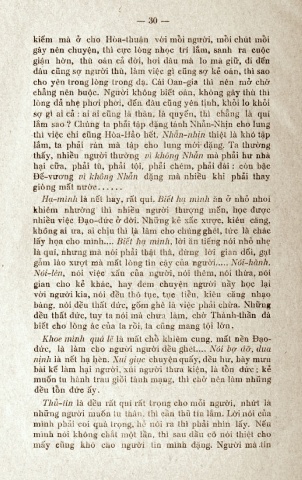 — 30 —
kiếm mà ở cho Hòa-thuận với mỗi người, mỗi chút mỗi
gây nên chuyện, thì cực lòng nhọc trí lắm, sanh ra cuộc
giận hờn, thù oán cả đời, hơi đâu mà lo mà giữ, đi đến
đâu cũng sợ người thù, làm việc gì cũng sợ kẻ oán, thì sao
cho yên trong lòng trong dạ. Cái Oan-gia thì nên mở chớ
chẳng nên buộc. Người không biết oán, không gây thù thì
lòng dễ nhẹ phơi phới, đến đâu cũng yên tịnh, khỏi lo khỏi
sợ gì ai cả : ai ai cũng là thân, là quyến, thì chẳng là quí
lắm sao ? Chúng ta phải tập đặng tánh Nhẫn-Nhịn cho lung
thì việc chi cũng Hòa-Hảo hết. Nhẫn-nhịn thiệt là khó tập
lắm, ta phải rán mà tập cho lung mới đặng. Ta thường
thấy, nhiều người thường vì không Nhẫn mà phải hư nhà
hại cửa, phải tù, phải tội, phải chém, phải đài ; còn bậc
Đế-vương vì không Nhẫn đặng mà nhiều khi phải thay
giòng mất nước......
Hạ-mình là nết hay, rất quí. Biết hạ mình ăn ở nhỏ nhoi
khiêm nhường thì nhiều người thương mến, học được
nhiều việc Đạo-đức ở đời. Những kẻ xấc xược, kiêu căng,
không ai ưa, ai chịu thì là làm cho chúng ghét, tức là chác
lấy họa cho mình.... Biết hạ mình, lời ăn tiếng nói nhỏ nhẹ
là quí, nhưng mà nói phải thật thà, đừng lời gian dối, gạt
gẫm láo xược mà mất lòng tin cậy của người..... Nói-hành,
Nói-lén, nói việc xấu của người, nói thêm, nói thừa, nói
gian cho kẻ khác, hay đem chuyện người nầy học lại
với người kia, nói đều thô tục, tục tỉu, kiêu căng nhạo
báng, nói đều thất đức, gồm ghê là việc phải chừa. Những
đều thất đức, tuy ta nói mà chưa làm, chớ Thánh-thần đã
biết cho lòng ác của ta rồi, ta cũng mang tội lớn.
Khoe mình quá lẽ là mất chỗ khiêm cung, mất nền Đạo-
đức, là làm cho người người đều ghét.... Nói bợ đỡ, dua
nịnh là nết hạ hèn. Xúi giục chuyện quấy, đều hư, bày mưu
bài kế làm hại người, xúi người thưa kiện, là tổn đức ; kẻ
muốn tu hành trau giồi tánh mạng, thì chớ nên làm những
đều tổn đức ấy.
Thủ-tín là đều rất quí rất trọng cho mỗi người, nhứt là
những người muốn tu thân, thì cần thủ tín lắm. Lời nói của
mình phải coi quá trọng, hễ nói ra thì phải nhìn lấy. Nếu
mình nói không chắt một lần, thì sau dầu có nói thiệt cho
mấy cũng khó cho người tin mình đặng. Người mà tín